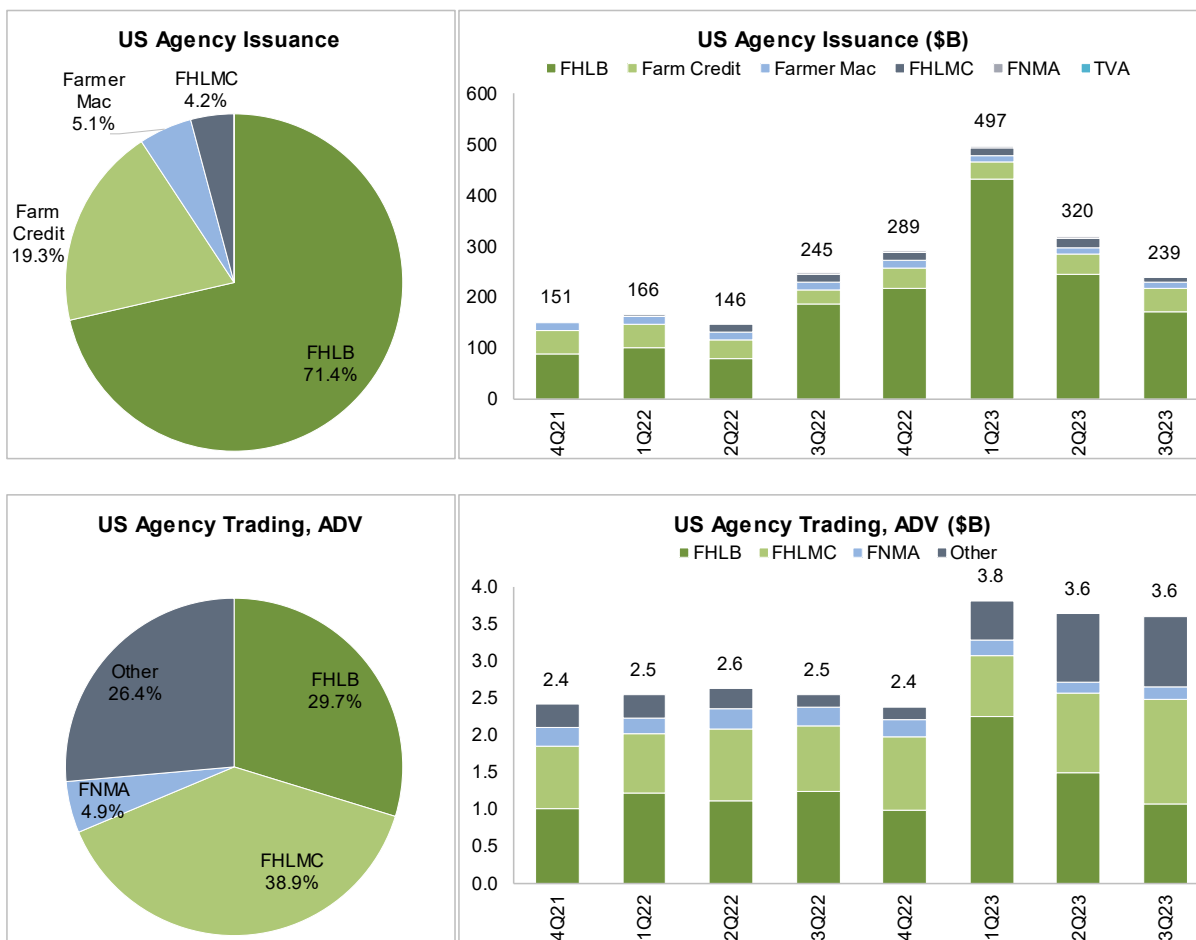 US Agency Issuance
Farmer
Mac
5.1%
FHLMC
4.2%
Farm
Credit
19.3%
FHLB
71.4%
US Agency Issuance ($B)
FHLB Farm Credit Farmer Mac FHLMC FNMA TVA
600
500
400
300
200
100
0
151
166
146
245
289
497
320
239
4Q21
1Q22
2Q22
3Q22
4Q22
1Q23
2Q23
3Q23
US Agency Trading, ADV
Other
26.4%
FHLB
29.7%
FNMA
4.9%
FHLMC
38.9%
US Agency Trading, ADV ($B)
FHLB FHLMC FNMA Other
4.0
3.5
3.0
2.5
2.0
1.5
1.0
0.5
0.0
2.4
2.5
2.6
2.5
2.4
3.8
3.6
3.6
4Q21
1Q22
2Q22
3Q22
4Q22
1Q23
2Q23
3Q23